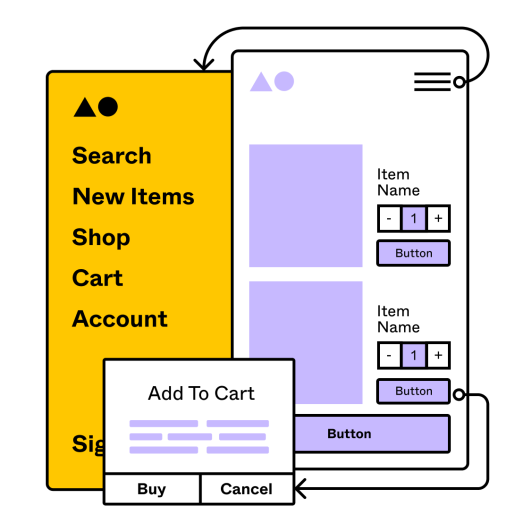 Search
New Items
Shop
Cart
Account
Sig
Item
Name
- 1 +
Button
Item
Name
- 1 +
Button
Button
Add To Cart
Buy
Cancel